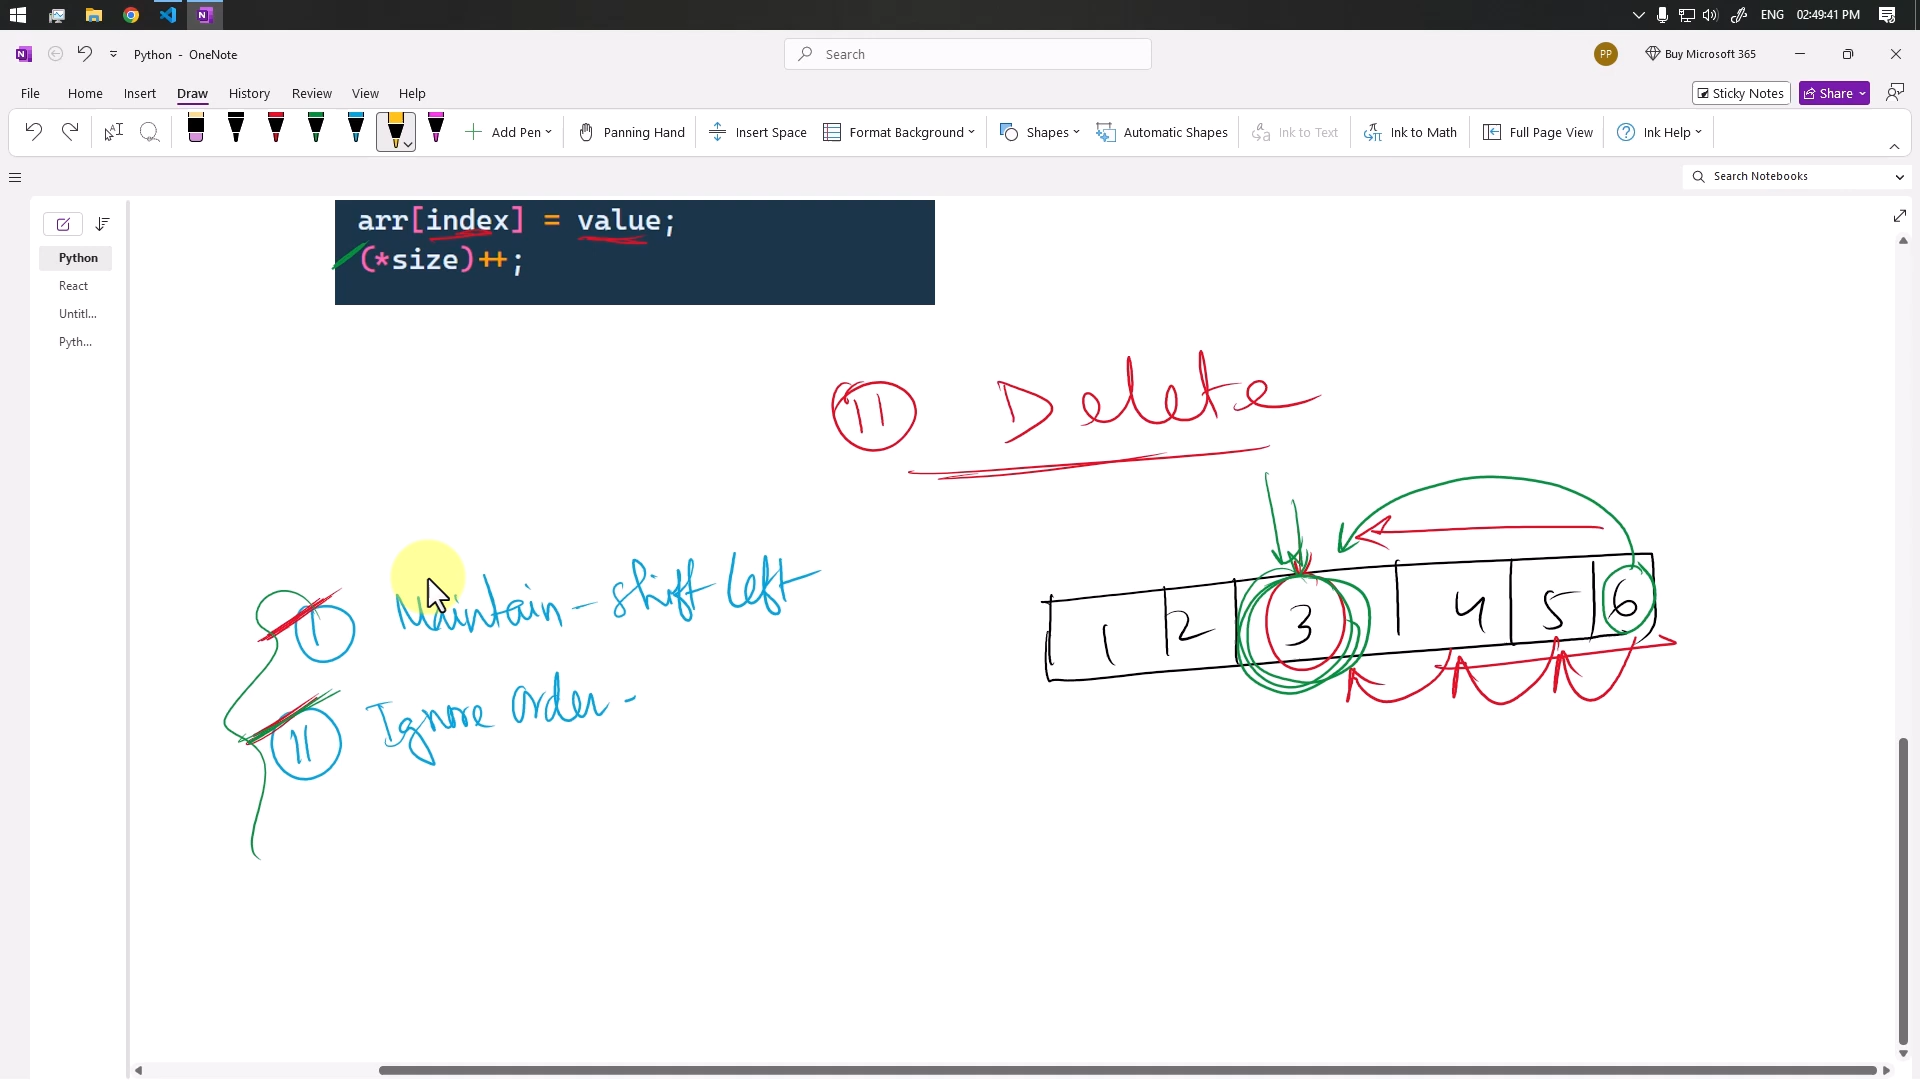 ENG 02:49:41 PM
Python - OneNote
Search
PP
Buy Microsoft 365
File Home Insert Draw History Review View Help
Sticky Notes Share
Add Pen Panning Hand Insert Space Format Background Shapes Automatic Shapes Ink to Text Ink to Math Full Page View Ink Help
Search Notebooks
Python
React
Untitl...
Pyth...
arr[index] = value;
(*size)++;
II Delete
I Maintain - shift left
1 2 3 4 5 6
II Ignore order -